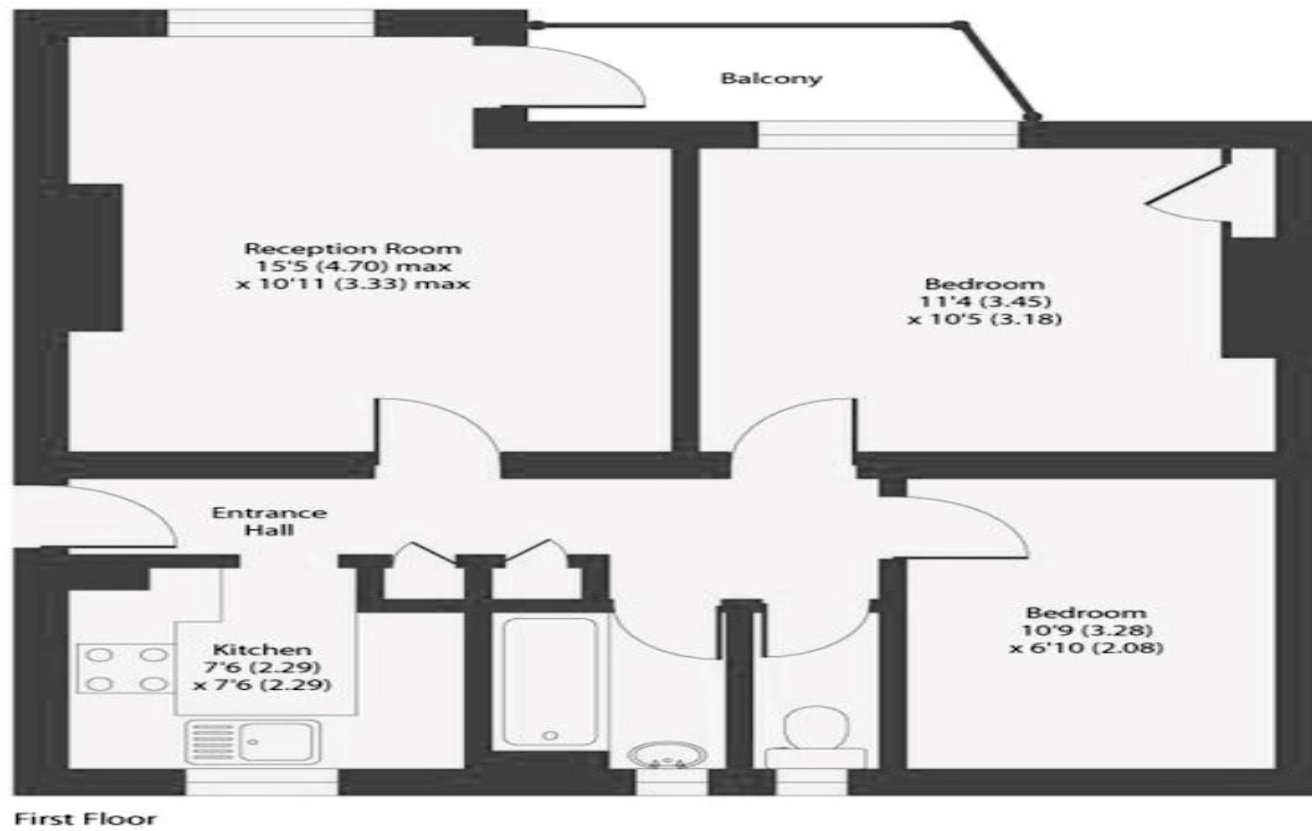 Balcony
Reception Room
15'5 (4.70) max
x 10'11 (3.33) max
Bedroom
11'4 (3.45)
x 10'5 (3.18)
Entrance
Hall
Kitchen
7'6 (2.29)
x 7'6 (2.29)
Bedroom
10'9 (3.28)
x 6'10 (2.08)
First Floor